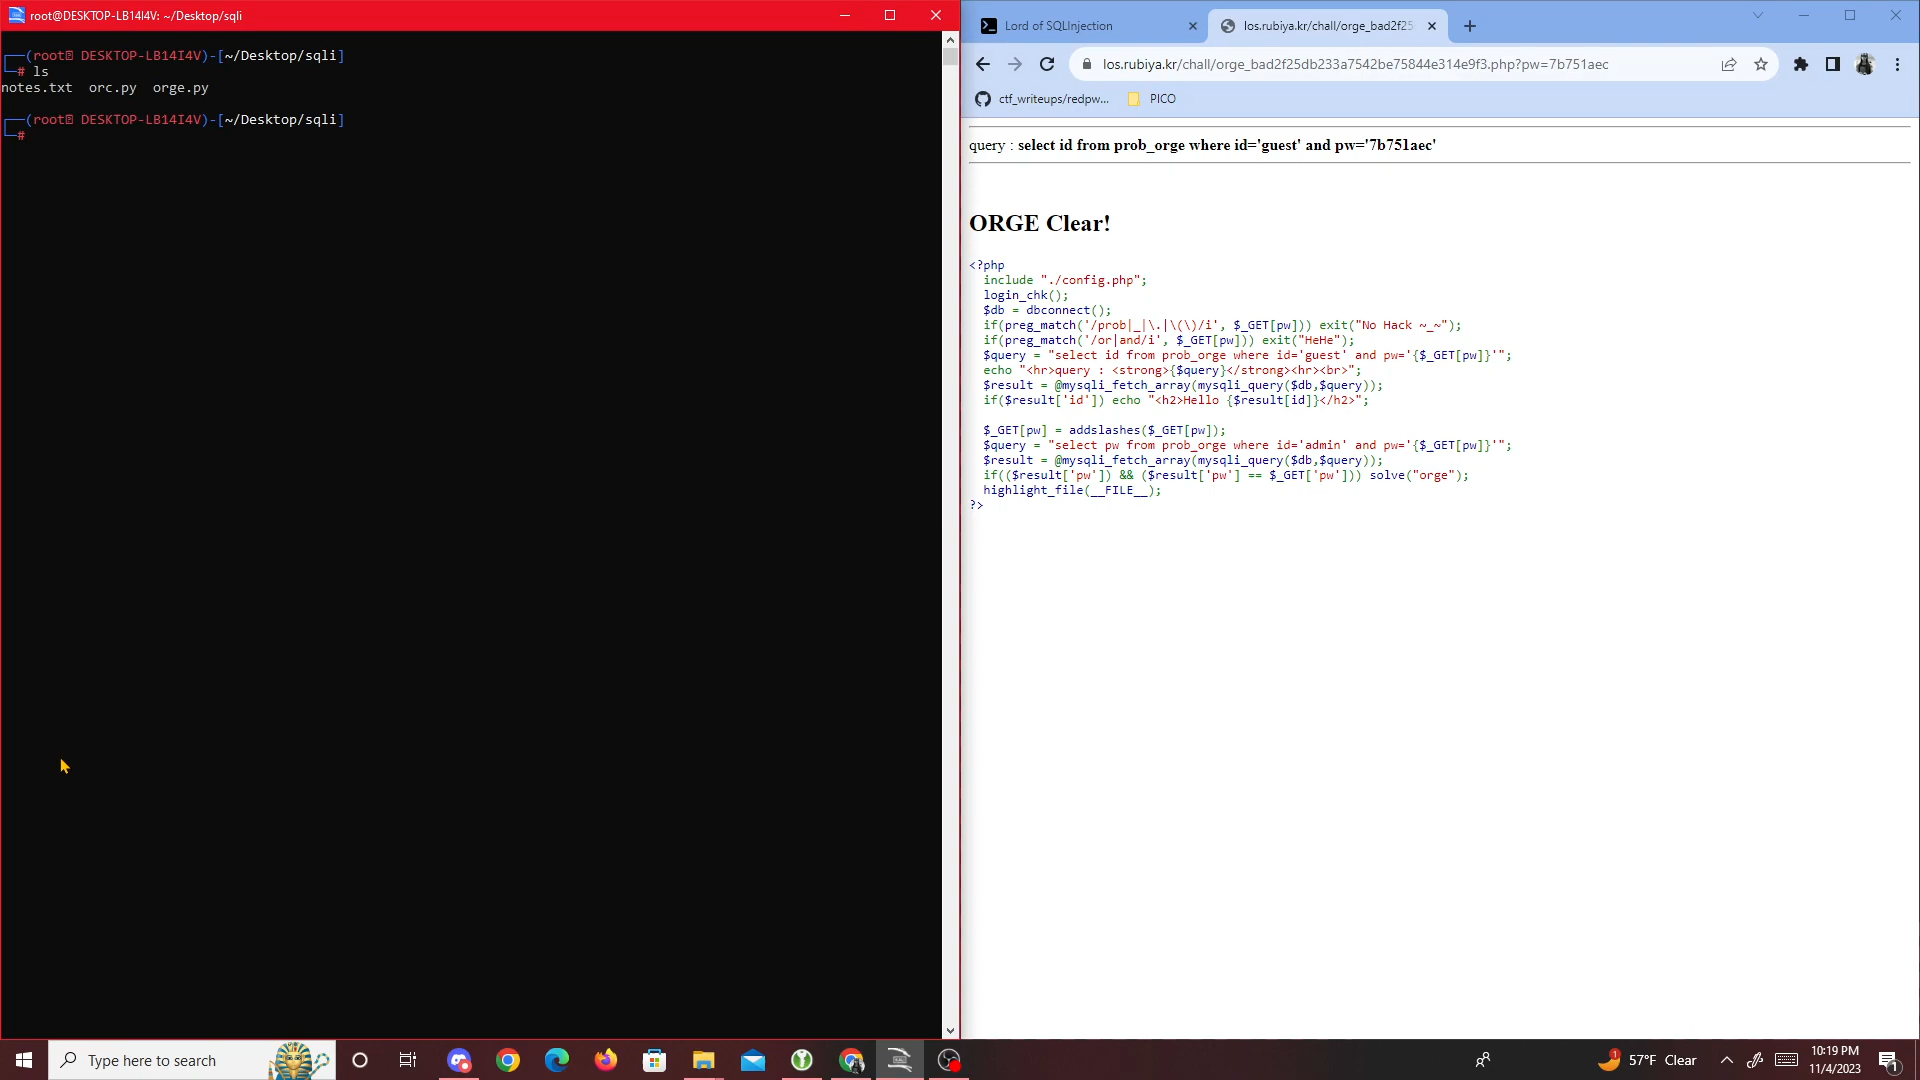 root@DESKTOP-LB14I4V: ~/Desktop/sqli
(root DESKTOP-LB14I4V)-[~/Desktop/sqli]
# ls
notes.txt  orc.py  orge.py
(root DESKTOP-LB14I4V)-[~/Desktop/sqli]
#
Lord of SQLInjection
los.rubiya.kr/chall/orge_bad2f25
los.rubiya.kr/chall/orge_bad2f25db233a7542be75844e314e9f3.php?pw=7b751aec
ctf_writeups/redpw...
PICO
query : select id from prob_orge where id='guest' and pw='7b751aec'
ORGE Clear!
<?php
  include "./config.php";
  login_chk();
  $db = dbconnect();
  if(preg_match('/prob|_|\.|\(\)/i', $_GET[pw])) exit("No Hack ~_~");
  if(preg_match('/or|and/i', $_GET[pw])) exit("HeHe");
  $query = "select id from prob_orge where id='guest' and pw='{$_GET[pw]}'";
  echo "<hr>query : <strong>{$query}</strong><hr><br>";
  $result = @mysqli_fetch_array(mysqli_query($db,$query));
  if($result['id']) echo "<h2>Hello {$result[id]}</h2>";
  $_GET[pw] = addslashes($_GET[pw]);
  $query = "select pw from prob_orge where id='admin' and pw='{$_GET[pw]}'";
  $result = @mysqli_fetch_array(mysqli_query($db,$query));
  if(($result['pw']) && ($result['pw'] == $_GET['pw'])) solve("orge");
  highlight_file(__FILE__);
?>
Type here to search
1
57°F  Clear
10:19 PM
11/4/2023
1